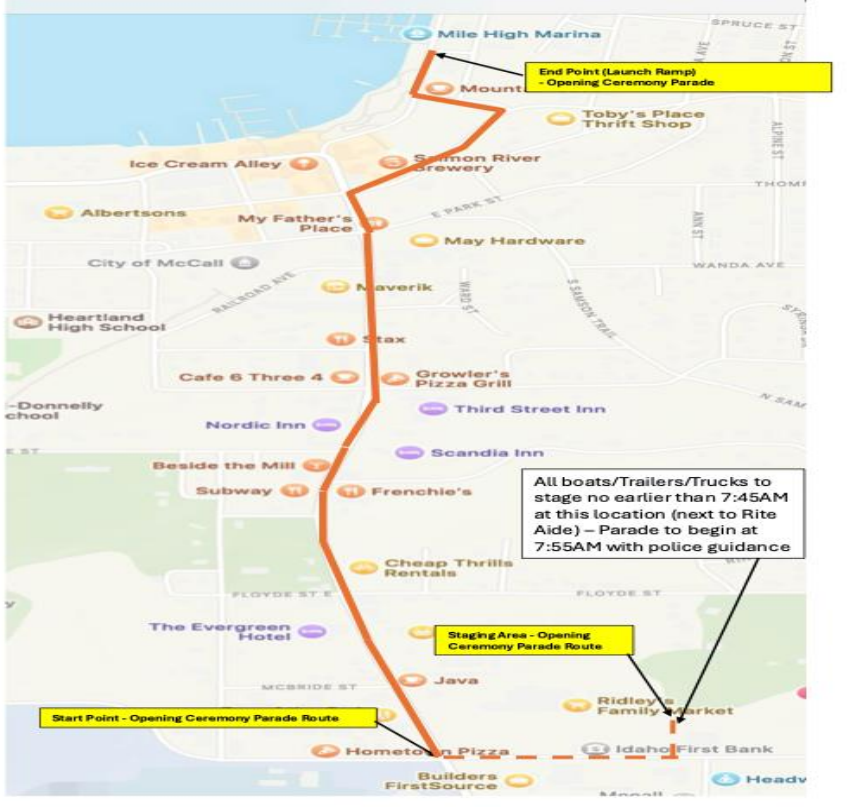 SPRUCE ST
Mile High Marina
End Point (Launch Ramp)
- Opening Ceremony Parade
Toby's Place
Thrift Shop
ALPINE ST
Ice Cream Alley
Salmon River
Brewery
E PARK ST
ANN ST
Albertsons
My Father's
Place
May Hardware
City of McCall
WANDA AVE
RAILROAD AVE
Maverik
WARD ST
S SAMSON TRAIL
Heartland
High School
Stax
Cafe 6 Three 4
Growler's
Pizza Grill
-Donnelly
chool
Third Street Inn
N SAM
Nordic Inn
Scandia Inn
E ST
Beside the Mill
Subway
Frenchie's
All boats/Trailers/Trucks to
stage no earlier than 7:45AM
at this location (next to Rite
Aide) – Parade to begin at
7:55AM with police guidance
Cheap Thrills
Rentals
FLOYDE ST E
FLOYDE ST
The Evergreen
Hotel
Staging Area - Opening
Ceremony Parade Route
Java
MCBRIDE ST
Ridley's
Family Market
Start Point - Opening Ceremony Parade Route
Hometown Pizza
Idaho First Bank
Builders
FirstSource
Headw